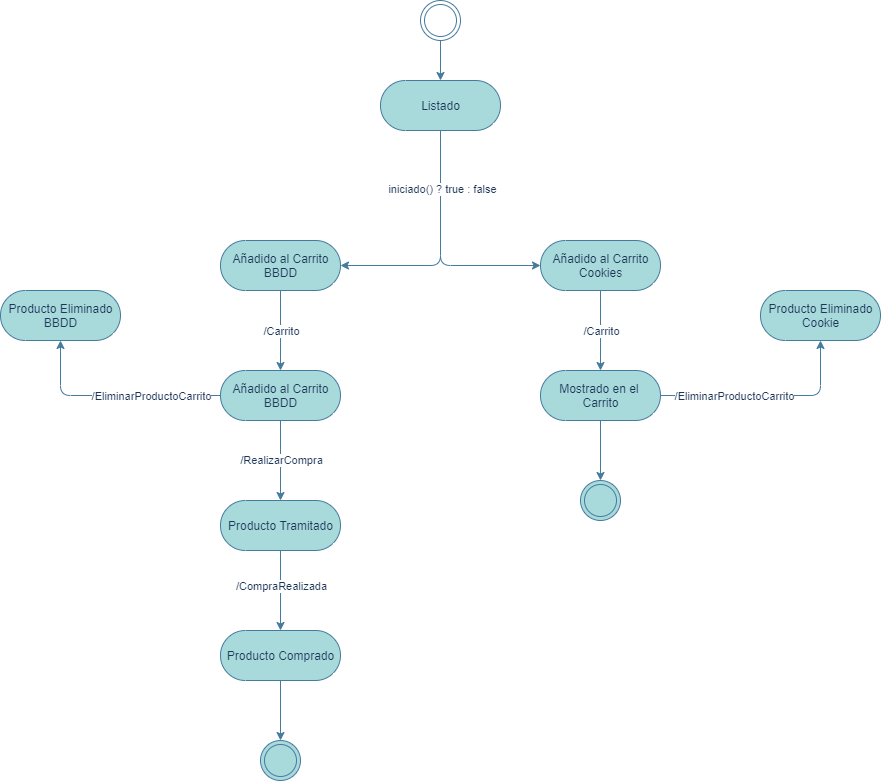 Listado
iniciado() ? true : false
Añadido al Carrito
BBDD
Añadido al Carrito
Cookies
Producto Eliminado
BBDD
Producto Eliminado
Cookie
/Carrito
/Carrito
/EliminarProductoCarrito
Añadido al Carrito
BBDD
Mostrado en el
Carrito
/EliminarProductoCarrito
/RealizarCompra
Producto Tramitado
/CompraRealizada
Producto Comprado